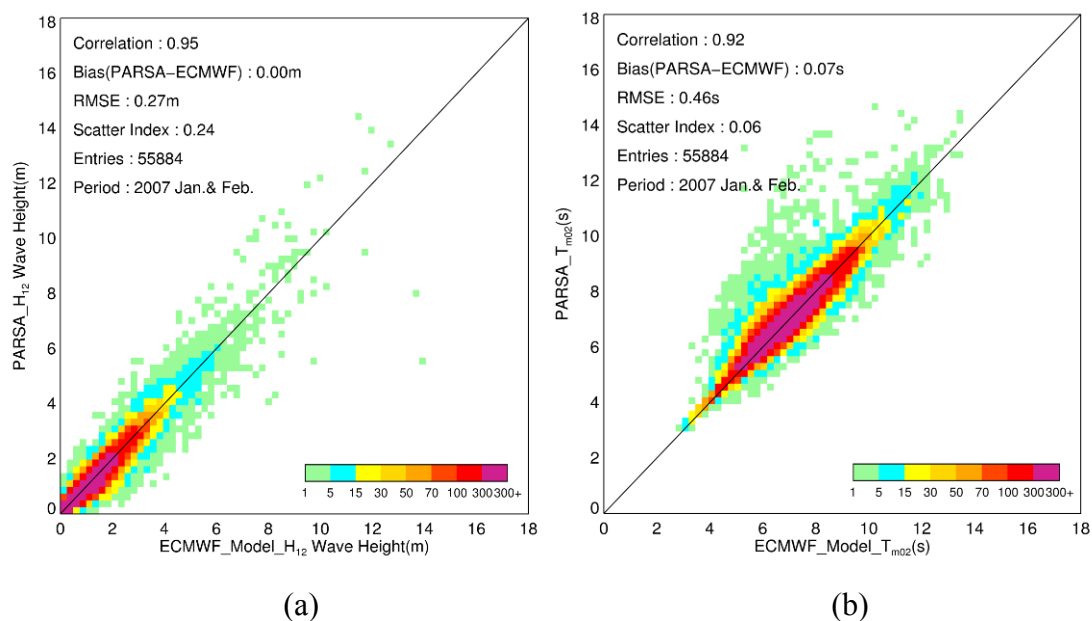 18
16
14
12
10
8
6
4
2
0
PARSA_H₁₂ Wave Height(m)
Correlation : 0.95
Bias(PARSA−ECMWF) : 0.00m
RMSE : 0.27m
Scatter Index : 0.24
Entries : 55884
Period : 2007 Jan.& Feb.
1 5 15 30 50 70 100 300 300+
0 2 4 6 8 10 12 14 16 18
ECMWF_Model_H₁₂ Wave Height(m)
(a)
18
16
14
12
10
8
6
4
2
0
PARSA_Tₘ₀₂(s)
Correlation : 0.92
Bias(PARSA−ECMWF) : 0.07s
RMSE : 0.46s
Scatter Index : 0.06
Entries : 55884
Period : 2007 Jan.& Feb.
1 5 15 30 50 70 100 300 300+
0 2 4 6 8 10 12 14 16 18
ECMWF_Model_Tₘ₀₂(s)
(b)